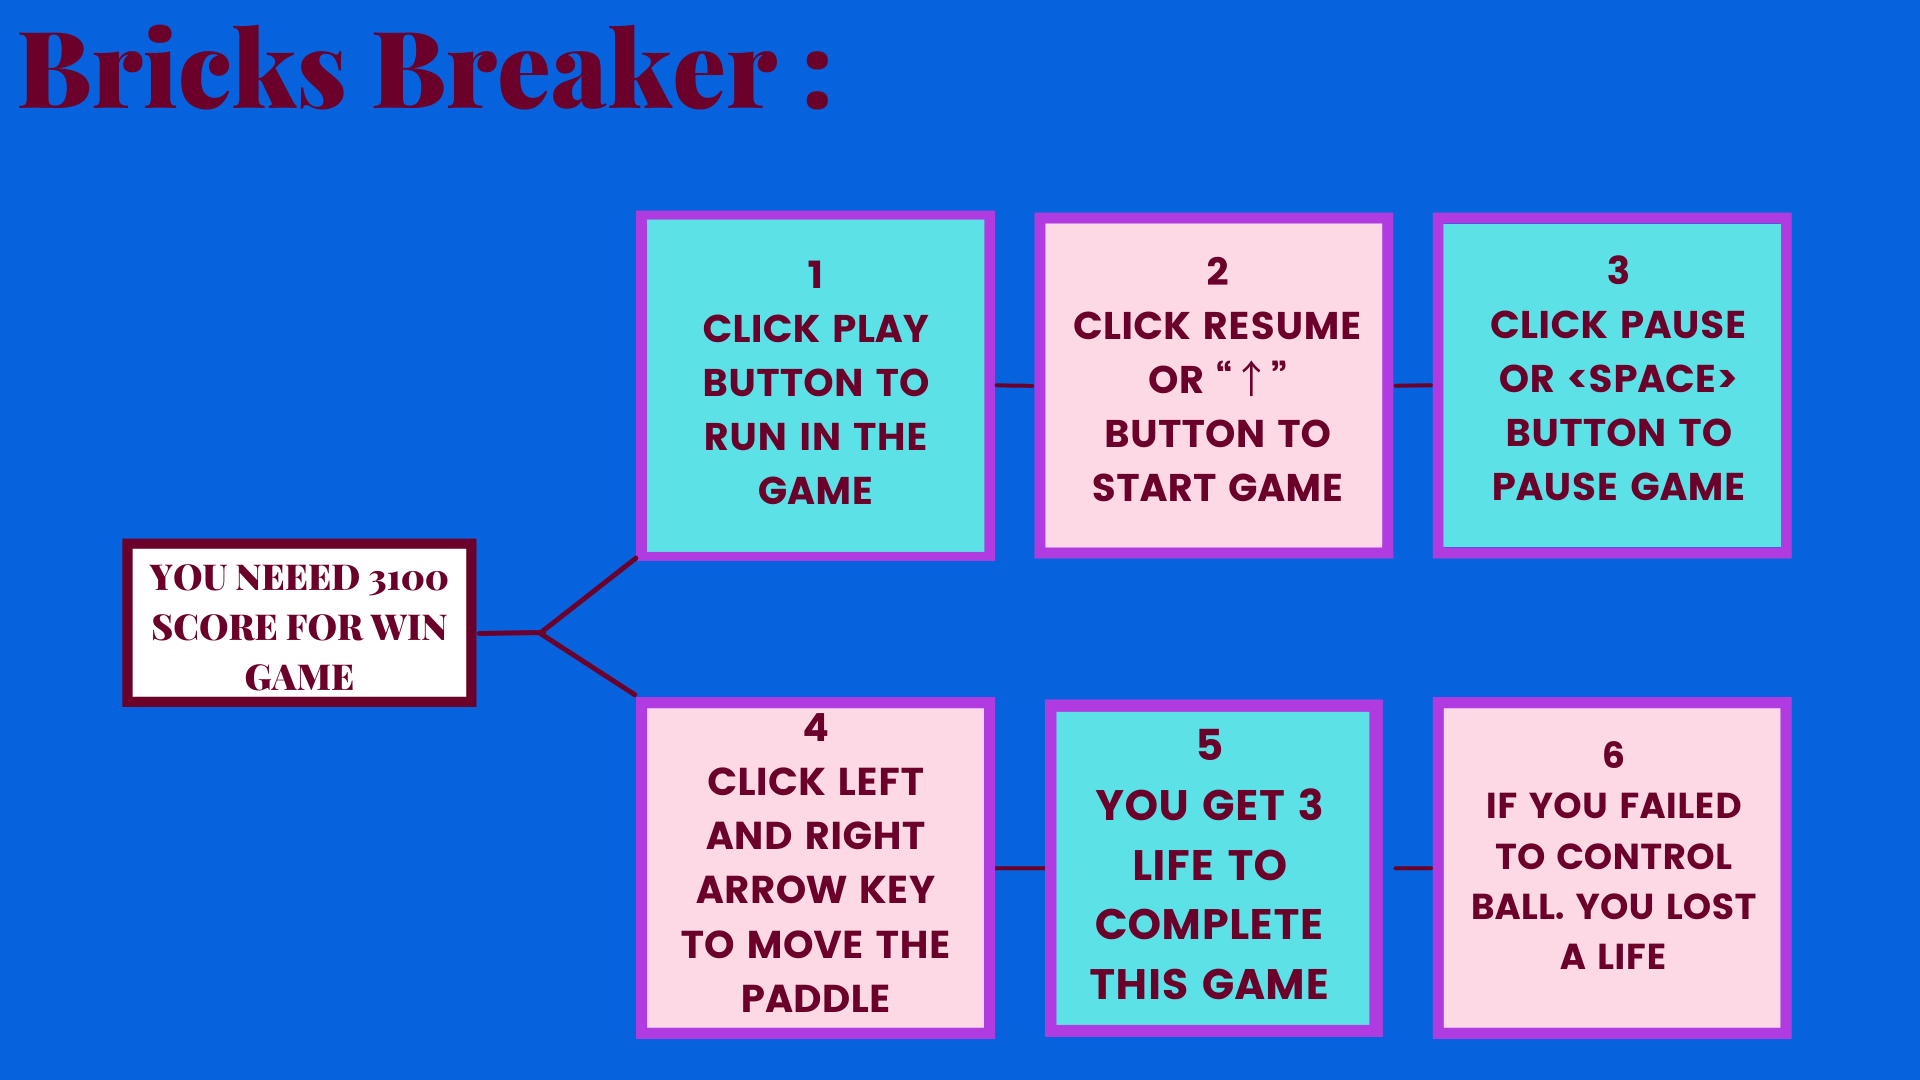 Bricks Breaker :
1
CLICK PLAY
BUTTON TO
RUN IN THE
GAME
2
CLICK RESUME
OR “↑”
BUTTON TO
START GAME
3
CLICK PAUSE
OR <SPACE>
BUTTON TO
PAUSE GAME
YOU NEEED 3100
SCORE FOR WIN
GAME
4
CLICK LEFT
AND RIGHT
ARROW KEY
TO MOVE THE
PADDLE
5
YOU GET 3
LIFE TO
COMPLETE
THIS GAME
6
IF YOU FAILED
TO CONTROL
BALL. YOU LOST
A LIFE